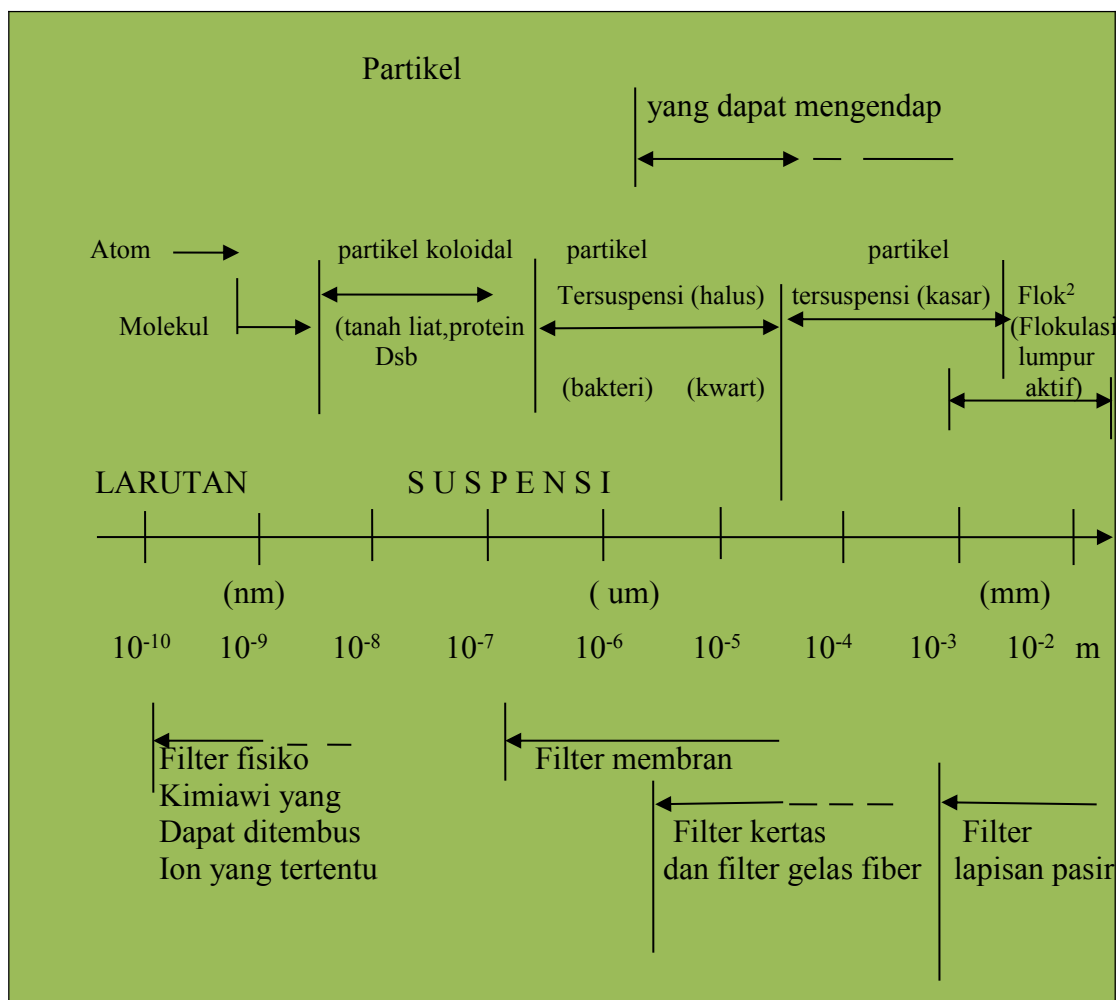 Partikel
yang dapat mengendap
Atom
partikel koloidal
partikel
partikel
Molekul
(tanah liat,protein
Dsb
Tersuspensi (halus)
tersuspensi (kasar)
Flok²
(Flokulasi
lumpur
aktif)
(bakteri) (kwart)
LARUTAN S U S P E N S I
(nm) ( um) (mm)
10⁻¹⁰ 10⁻⁹ 10⁻⁸ 10⁻⁷ 10⁻⁶ 10⁻⁵ 10⁻⁴ 10⁻³ 10⁻² m
Filter fisiko
Kimiawi yang
Dapat ditembus
Ion yang tertentu
Filter membran
Filter kertas
dan filter gelas fiber
Filter
lapisan pasir